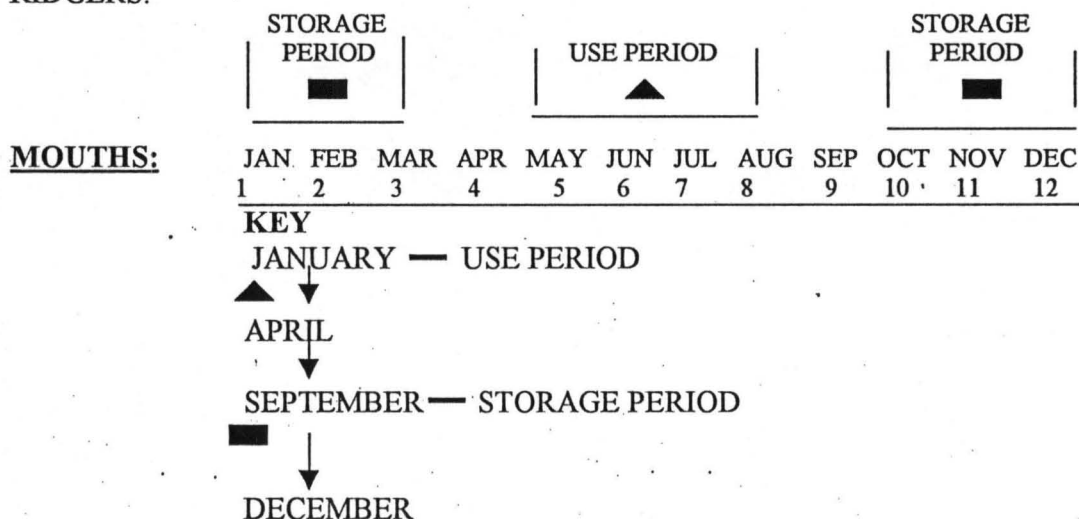 RIDGERS:
STORAGE PERIOD
USE PERIOD
STORAGE PERIOD
MOUTHS: JAN FEB MAR APR MAY JUN JUL AUG SEP OCT NOV DEC
1 2 3 4 5 6 7 8 9 10 11 12
KEY
JANUARY — USE PERIOD
APRIL
SEPTEMBER — STORAGE PERIOD
DECEMBER